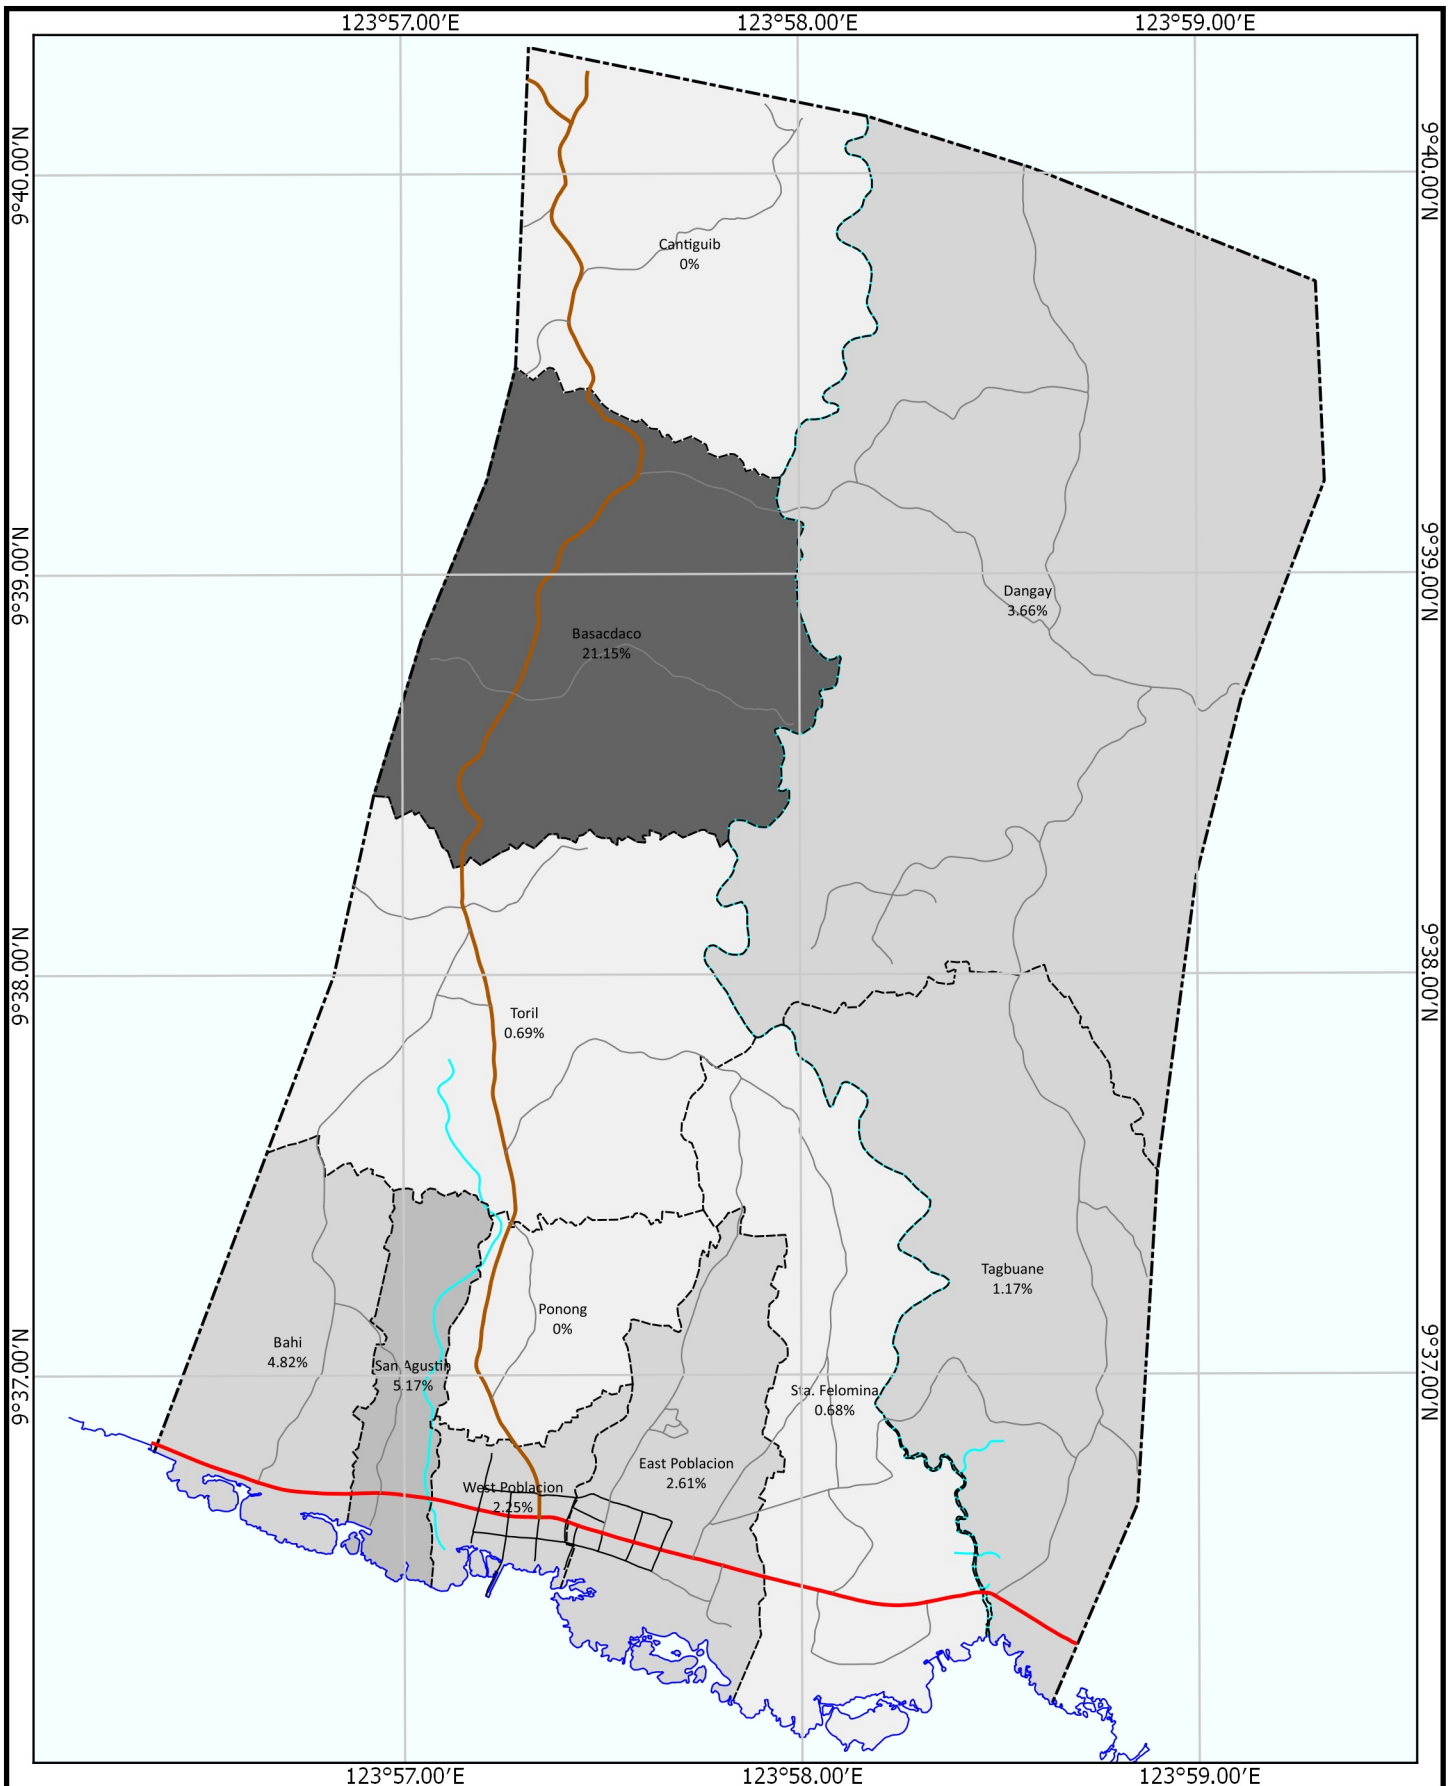 123°57.00′E 123°58.00′E 123°59.00′E
9°40.00′N 9°40.00′N
Cantiguib
0%
9°39.00′N 9°39.00′N
Dangay
3.66%
Basacdaco
21.15%
9°38.00′N 9°38.00′N
Toril
0.69%
Tagbuane
1.17%
Ponong
0%
Bahi
4.82%
San Agustin
5.17%
9°37.00′N 9°37.00′N
Sta. Felomina
0.68%
East Poblacion
2.61%
West Poblacion
2.25%
123°57.00′E 123°58.00′E 123°59.00′E